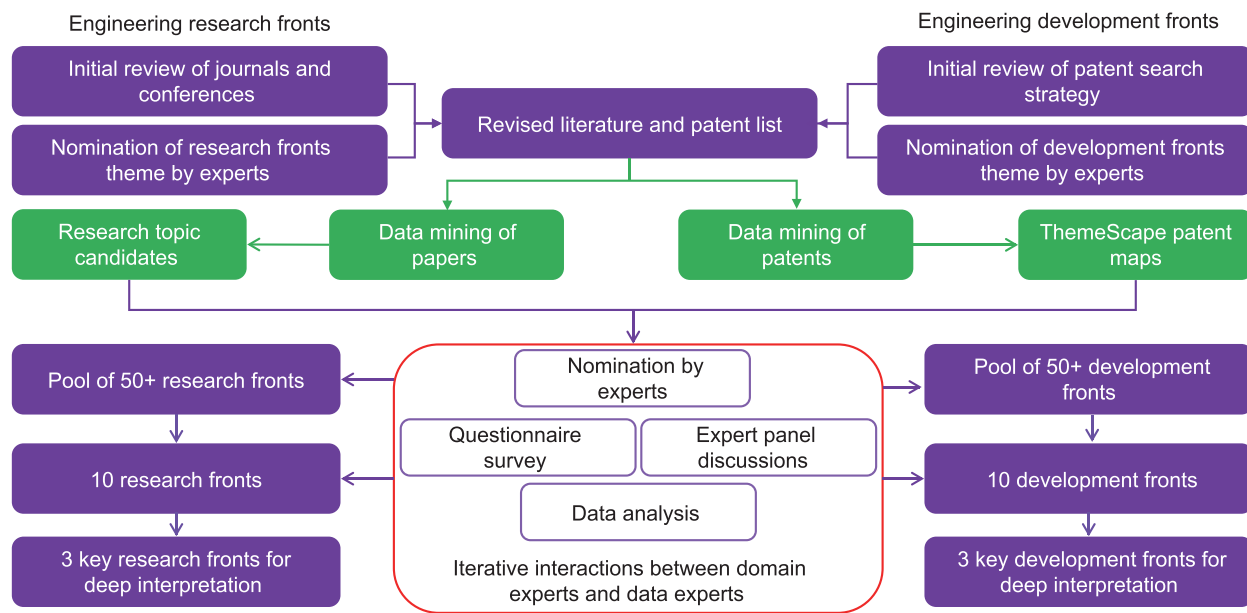 Engineering research fronts
Engineering development fronts
Initial review of journals and
conferences
Nomination of research fronts
theme by experts
Revised literature and patent list
Initial review of patent search
strategy
Nomination of development fronts
theme by experts
Research topic
candidates
Data mining of
papers
Data mining of
patents
ThemeScape patent
maps
Pool of 50+ research fronts
10 research fronts
3 key research fronts for
deep interpretation
Nomination by
experts
Questionnaire
survey
Expert panel
discussions
Data analysis
Iterative interactions between domain
experts and data experts
Pool of 50+ development
fronts
10 development fronts
3 key development fronts for
deep interpretation